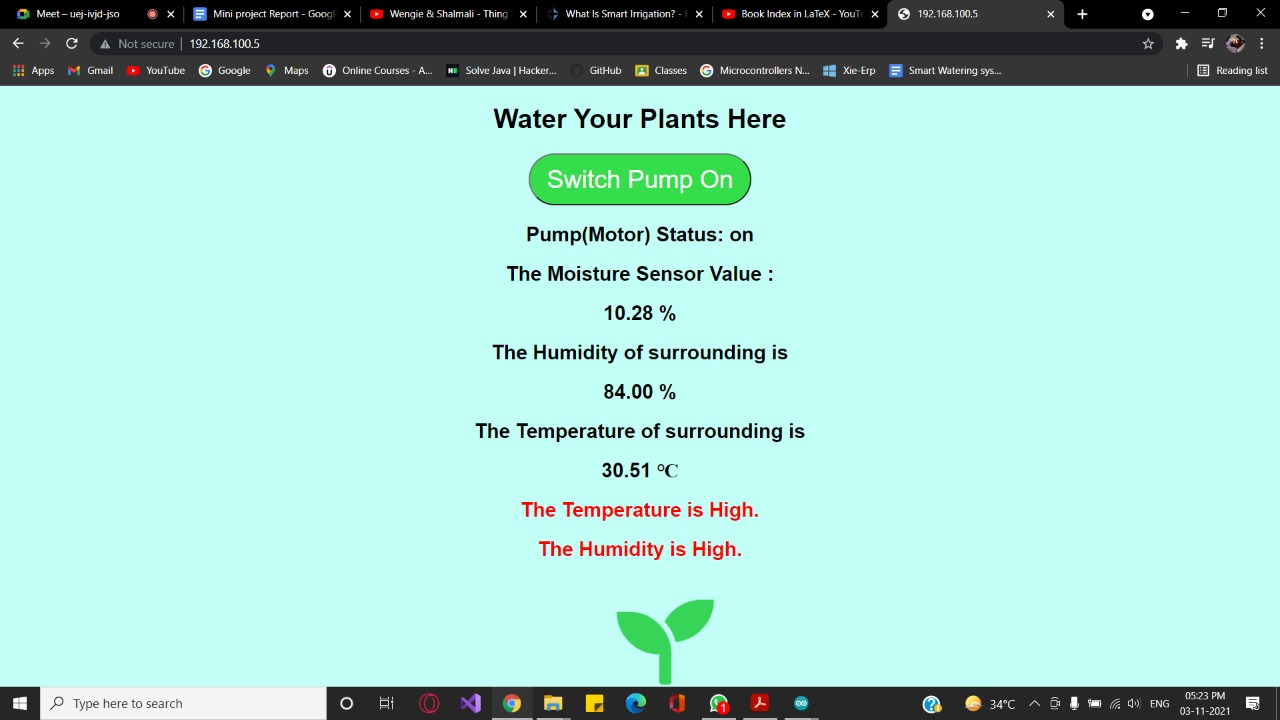 Meet – uej-ivjd-jso
Mini project Report - Googl
Wengie & Shalmali - Thing
What Is Smart Irrigation? -
Book Index in LaTeX - YouTu
192.168.100.5
Not secure | 192.168.100.5
Apps
Gmail
YouTube
Google
Maps
Online Courses - A...
Solve Java | Hacker...
GitHub
Classes
Microcontrollers N...
Xie-Erp
Smart Watering sys...
Reading list
Water Your Plants Here
Switch Pump On
Pump(Motor) Status: on
The Moisture Sensor Value :
10.28 %
The Humidity of surrounding is
84.00 %
The Temperature of surrounding is
30.51 ℃
The Temperature is High.
The Humidity is High.
Type here to search
1
34°C
ENG
05:23 PM
03-11-2021